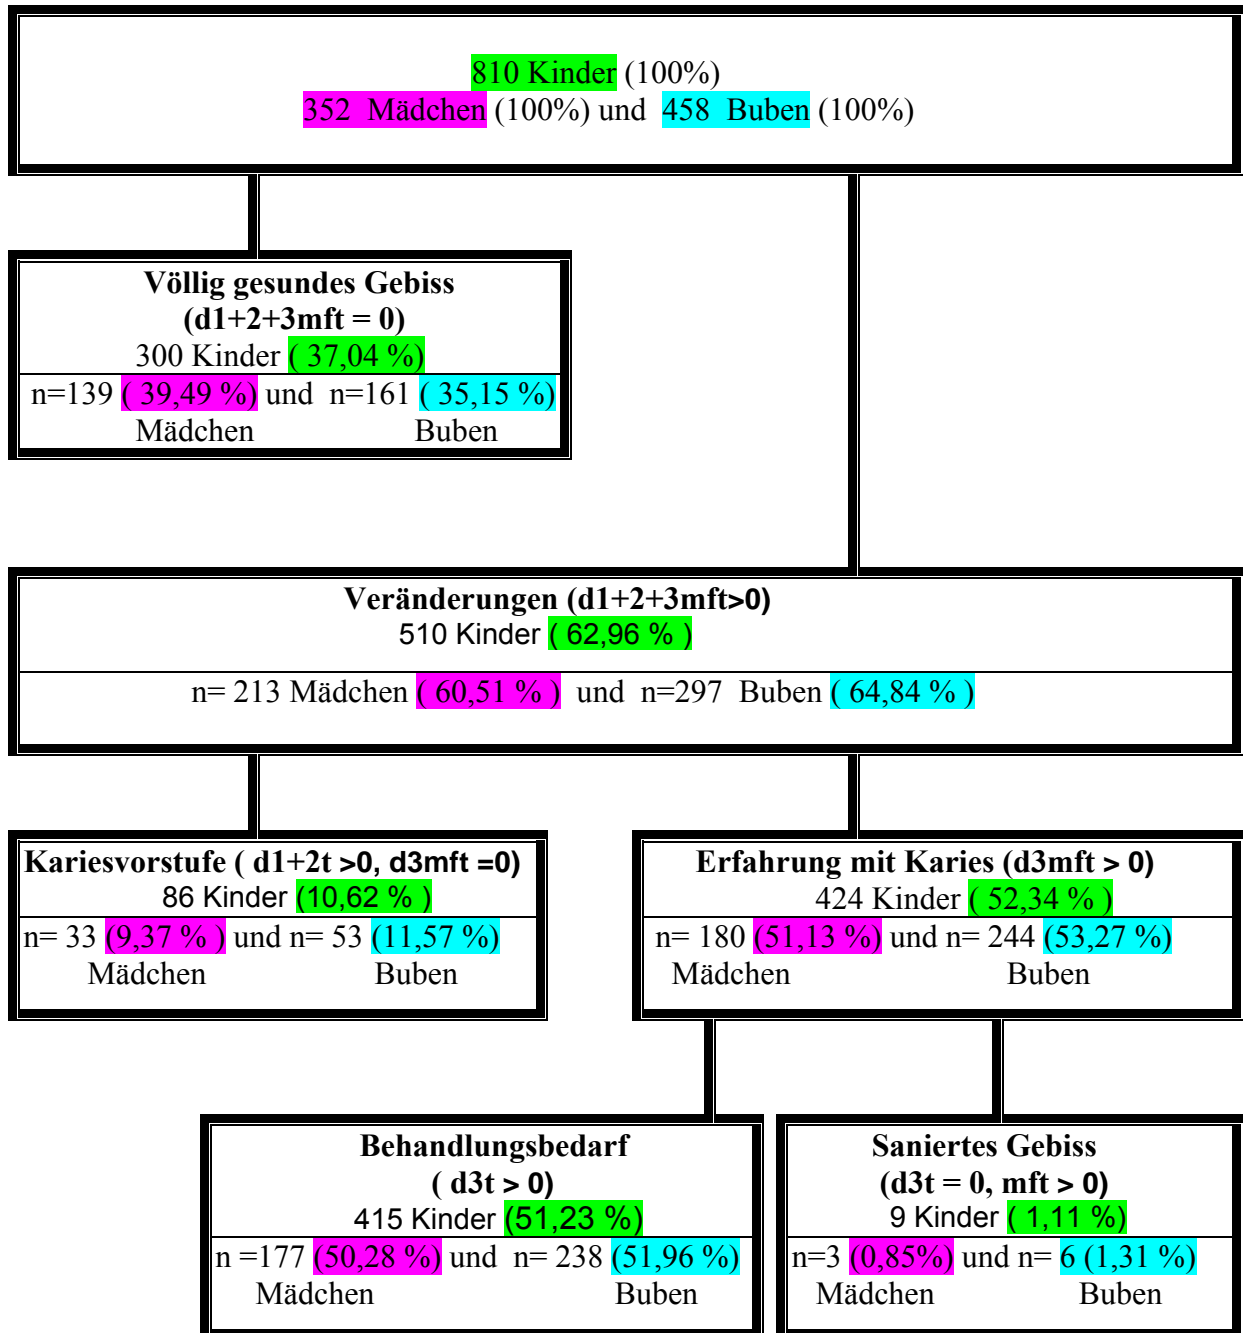 810 Kinder (100%)
352 Mädchen (100%) und 458 Buben (100%)
Völlig gesundes Gebiss
(d1+2+3mft = 0)
300 Kinder ( 37,04 %)
n=139 ( 39,49 %) und n=161 ( 35,15 %)
Mädchen Buben
Veränderungen (d1+2+3mft>0)
510 Kinder ( 62,96 % )
n= 213 Mädchen ( 60,51 % ) und n=297 Buben ( 64,84 % )
Kariesvorstufe ( d1+2t >0, d3mft =0)
86 Kinder (10,62 % )
n= 33 (9,37 % ) und n= 53 (11,57 %)
Mädchen Buben
Erfahrung mit Karies (d3mft > 0)
424 Kinder ( 52,34 % )
n= 180 (51,13 %) und n= 244 (53,27 %)
Mädchen Buben
Behandlungsbedarf
( d3t > 0)
415 Kinder (51,23 %)
n =177 (50,28 %) und n= 238 (51,96 %)
Mädchen Buben
Saniertes Gebiss
(d3t = 0, mft > 0)
9 Kinder ( 1,11 %)
n=3 (0,85%) und n= 6 (1,31 %)
Mädchen Buben